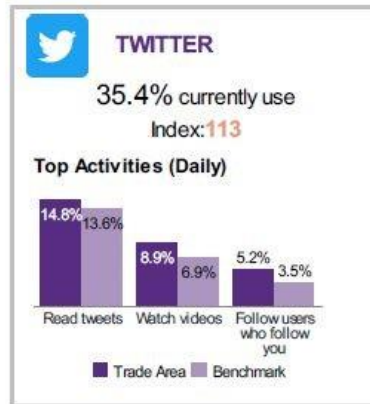 TWITTER
35.4% currently use
Index:113
Top Activities (Daily)
14.8%
13.6%
8.9%
6.9%
5.2%
3.5%
Read tweets
Watch videos
Follow users
who follow
you
Trade Area
Benchmark